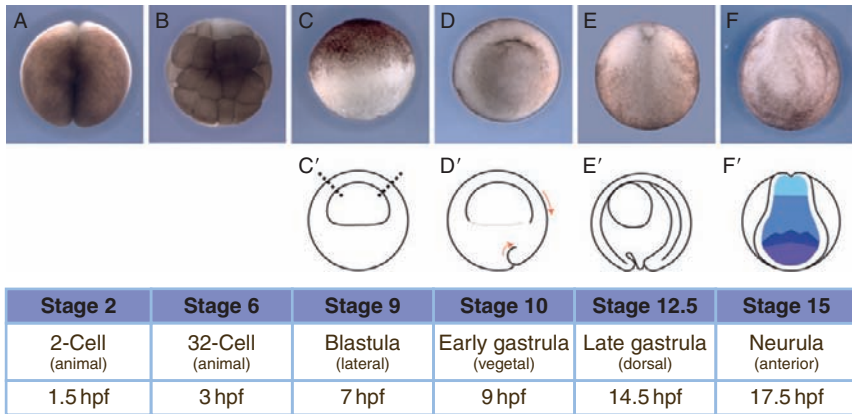 A B C D E F
C′ D′ E′ F′
Stage 2 Stage 6 Stage 9 Stage 10 Stage 12.5 Stage 15
2-Cell 32-Cell Blastula Early gastrula Late gastrula Neurula
(animal) (animal) (lateral) (vegetal) (dorsal) (anterior)
1.5 hpf 3 hpf 7 hpf 9 hpf 14.5 hpf 17.5 hpf